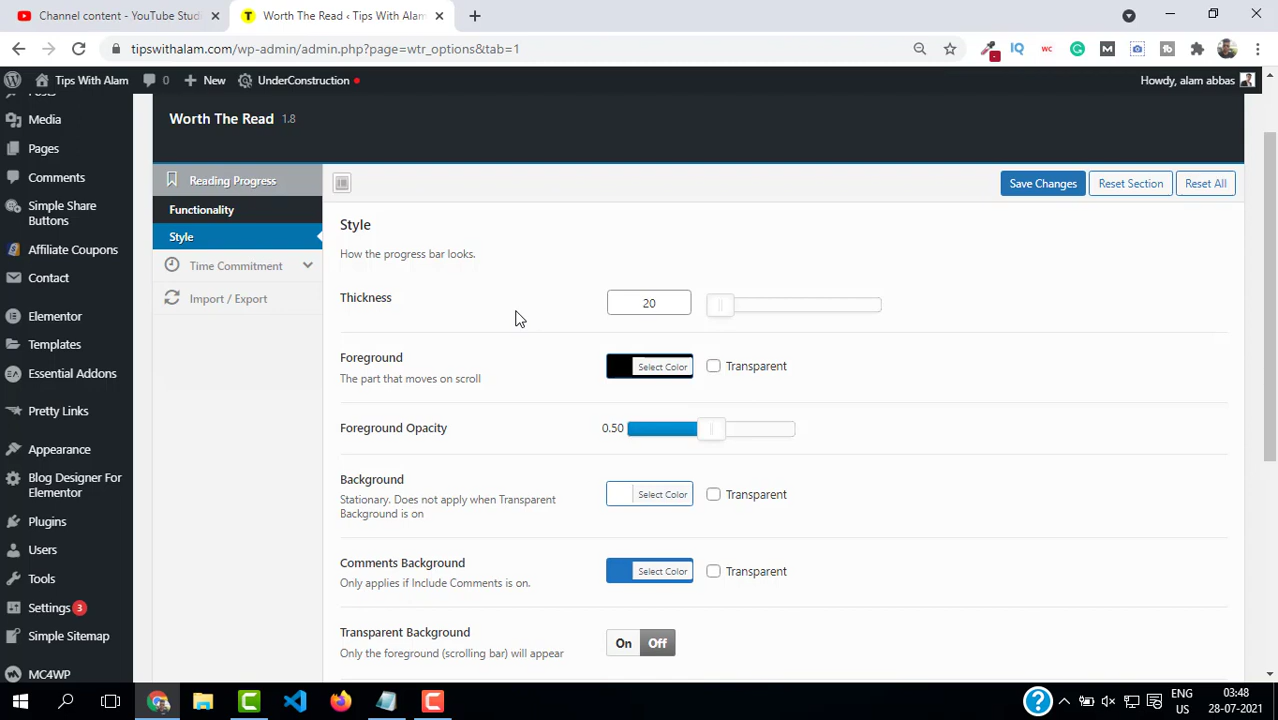 Channel content - YouTube Stud
Worth The Read ‹ Tips With Alam
tipswithalam.com/wp-admin/admin.php?page=wtr_options&tab=1
Tips With Alam
0
New
UnderConstruction
Howdy, alam abbas
Posts
Media
Pages
Comments
Simple Share
Buttons
Affiliate Coupons
Contact
Elementor
Templates
Essential Addons
Pretty Links
Appearance
Blog Designer For
Elementor
Plugins
Users
Tools
Settings 3
Simple Sitemap
MC4WP
Worth The Read 1.8
Reading Progress
Functionality
Style
Time Commitment
Import / Export
Save Changes
Reset Section
Reset All
Style
How the progress bar looks.
Thickness
20
Foreground
The part that moves on scroll
Select Color
Transparent
Foreground Opacity
0.50
Background
Stationary. Does not apply when Transparent
Background is on
Select Color
Transparent
Comments Background
Only applies if Include Comments is on.
Select Color
Transparent
Transparent Background
Only the foreground (scrolling bar) will appear
On Off
ENG
US
03:48
28-07-2021